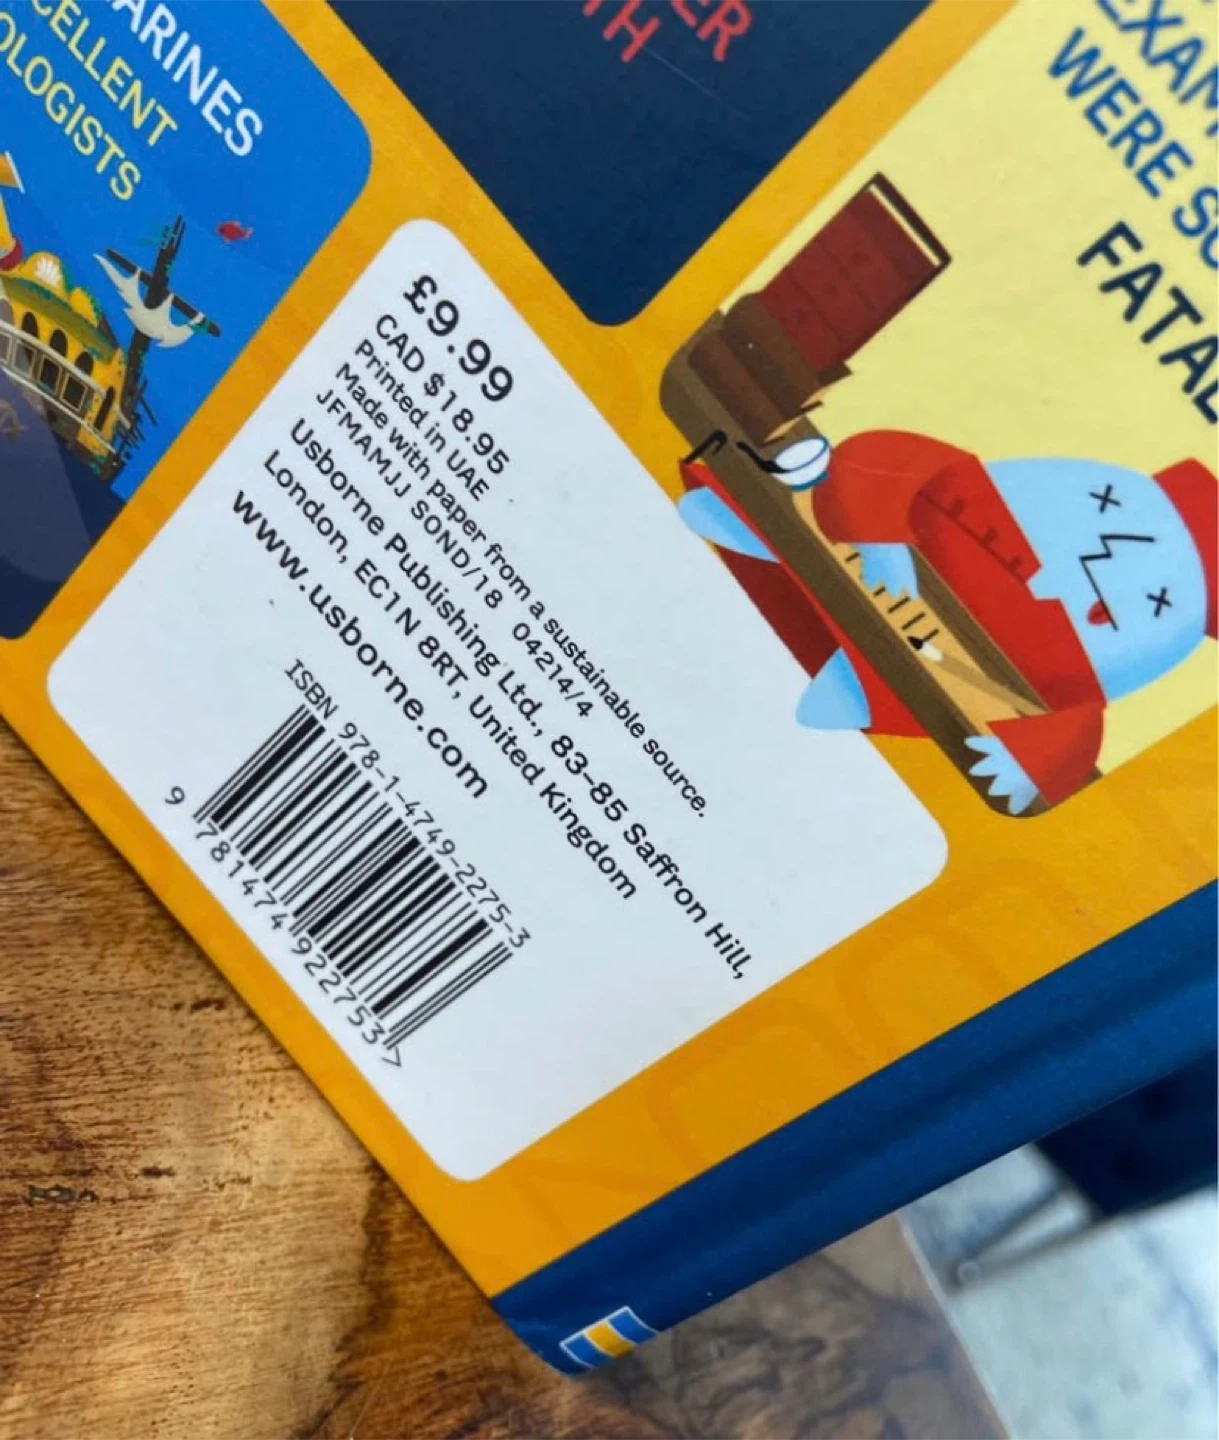 ARINES
CELLENT
OLOGISTS
ER
TH
EXAM
WERE SO
FATAL
£9.99
CAD $18.95
Printed in UAE
Made with paper from a sustainable source.
JFMAMJJ SOND/18 04214/4
Usborne Publishing Ltd., 83–85 Saffron Hill,
London, EC1N 8RT, United Kingdom
www.usborne.com
ISBN 978-1-4749-2275-3
9 781474 922753 >